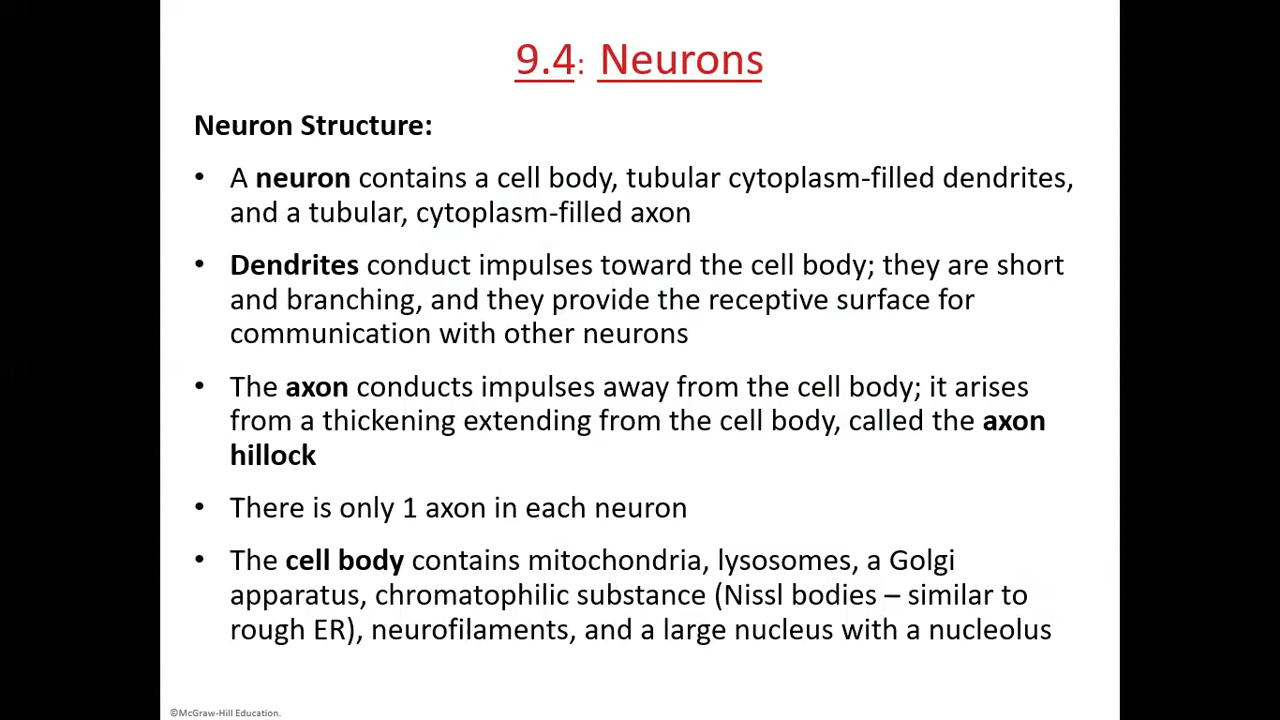 9.4: Neurons
Neuron Structure:
• A neuron contains a cell body, tubular cytoplasm-filled dendrites,
and a tubular, cytoplasm-filled axon
• Dendrites conduct impulses toward the cell body; they are short
and branching, and they provide the receptive surface for
communication with other neurons
• The axon conducts impulses away from the cell body; it arises
from a thickening extending from the cell body, called the axon
hillock
• There is only 1 axon in each neuron
• The cell body contains mitochondria, lysosomes, a Golgi
apparatus, chromatophilic substance (Nissl bodies – similar to
rough ER), neurofilaments, and a large nucleus with a nucleolus
©McGraw-Hill Education.